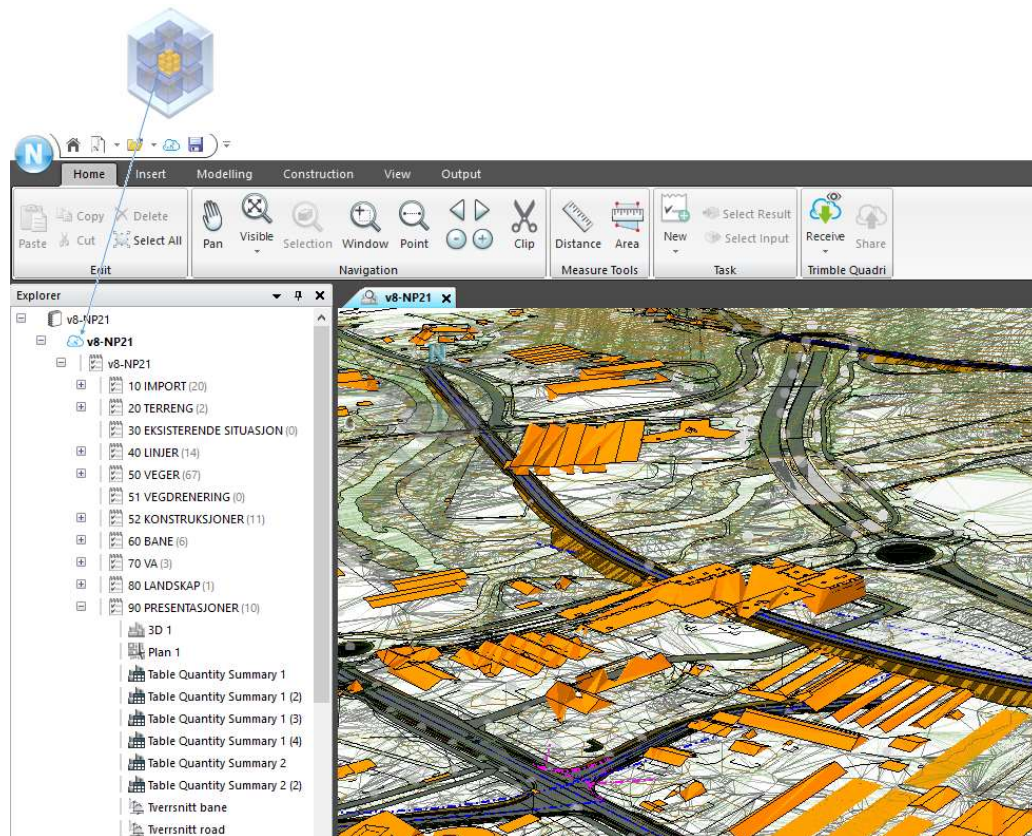 N
Home Insert Modelling Construction View Output
Paste Copy Cut Delete Select All
Pan Visible Selection Window Point Clip
Distance Area
New Select Result Select Input
Receive Share
Edit Navigation Measure Tools Task Trimble Quadri
Explorer
v8-NP21
v8-NP21
v8-NP21
v8-NP21
10 IMPORT (20)
20 TERRENG (2)
30 EKSISTERENDE SITUASJON (0)
40 LINJER (14)
50 VEGER (67)
51 VEGDRENERING (0)
52 KONSTRUKSJONER (11)
60 BANE (6)
70 VA (3)
80 LANDSKAP (1)
90 PRESENTASJONER (10)
3D 1
Plan 1
Table Quantity Summary 1
Table Quantity Summary 1 (2)
Table Quantity Summary 1 (3)
Table Quantity Summary 1 (4)
Table Quantity Summary 2
Table Quantity Summary 2 (2)
Tverrsnitt bane
Tverrsnitt road
N